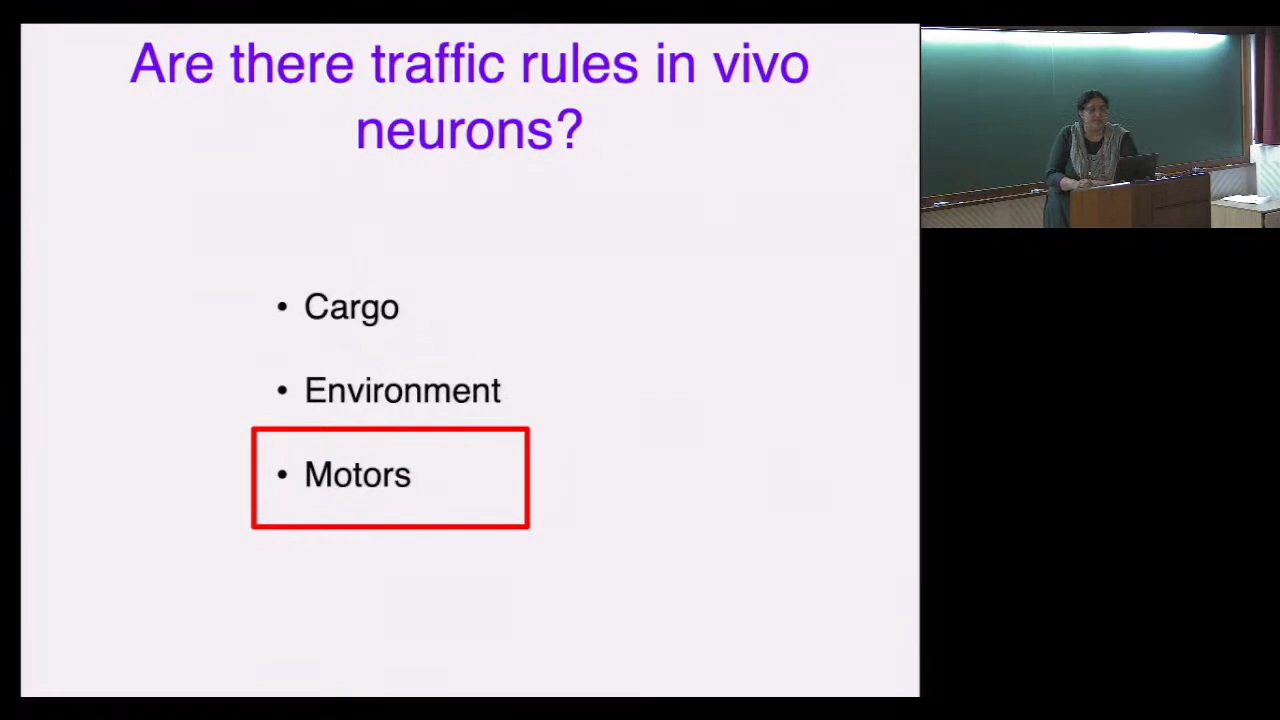 Are there traffic rules in vivo
neurons?
• Cargo
• Environment
• Motors